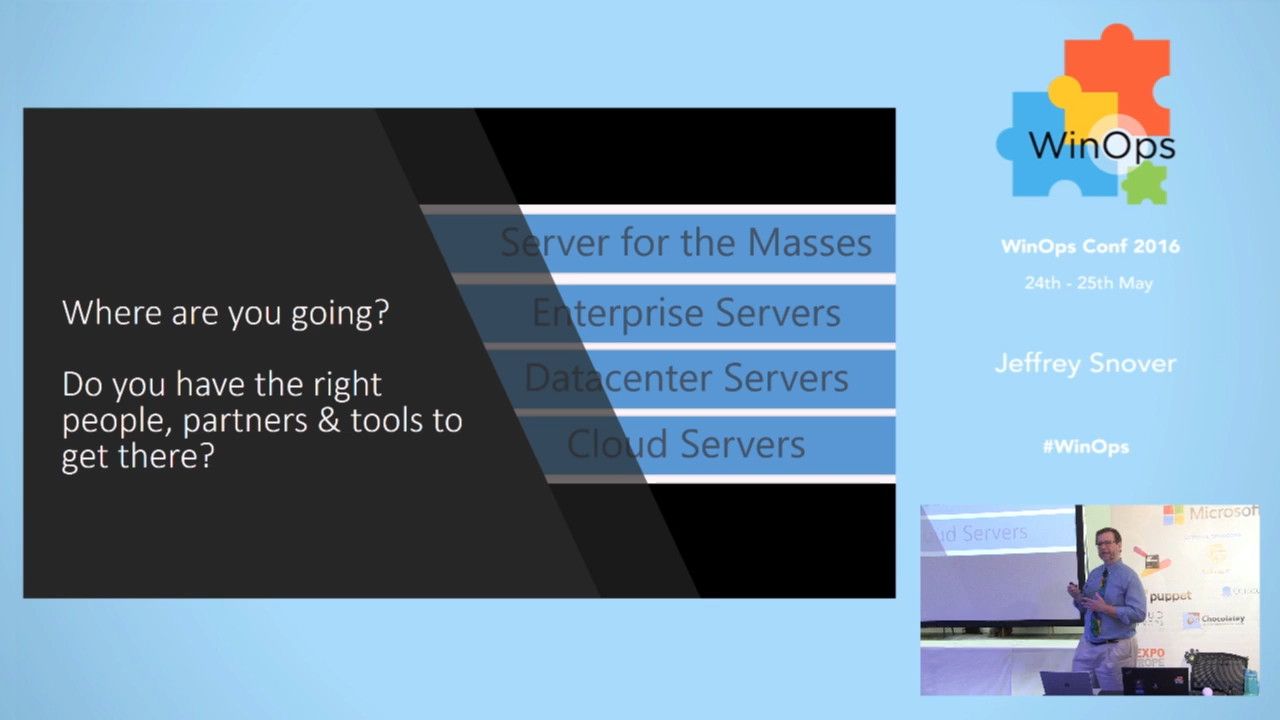 Where are you going?
Do you have the right
people, partners & tools to
get there?
Server for the Masses
Enterprise Servers
Datacenter Servers
Cloud Servers
WinOps
WinOps Conf 2016
24th - 25th May
Jeffrey Snover
#WinOps
Servers
Microsof
puppet
Chocolatey
EXPO